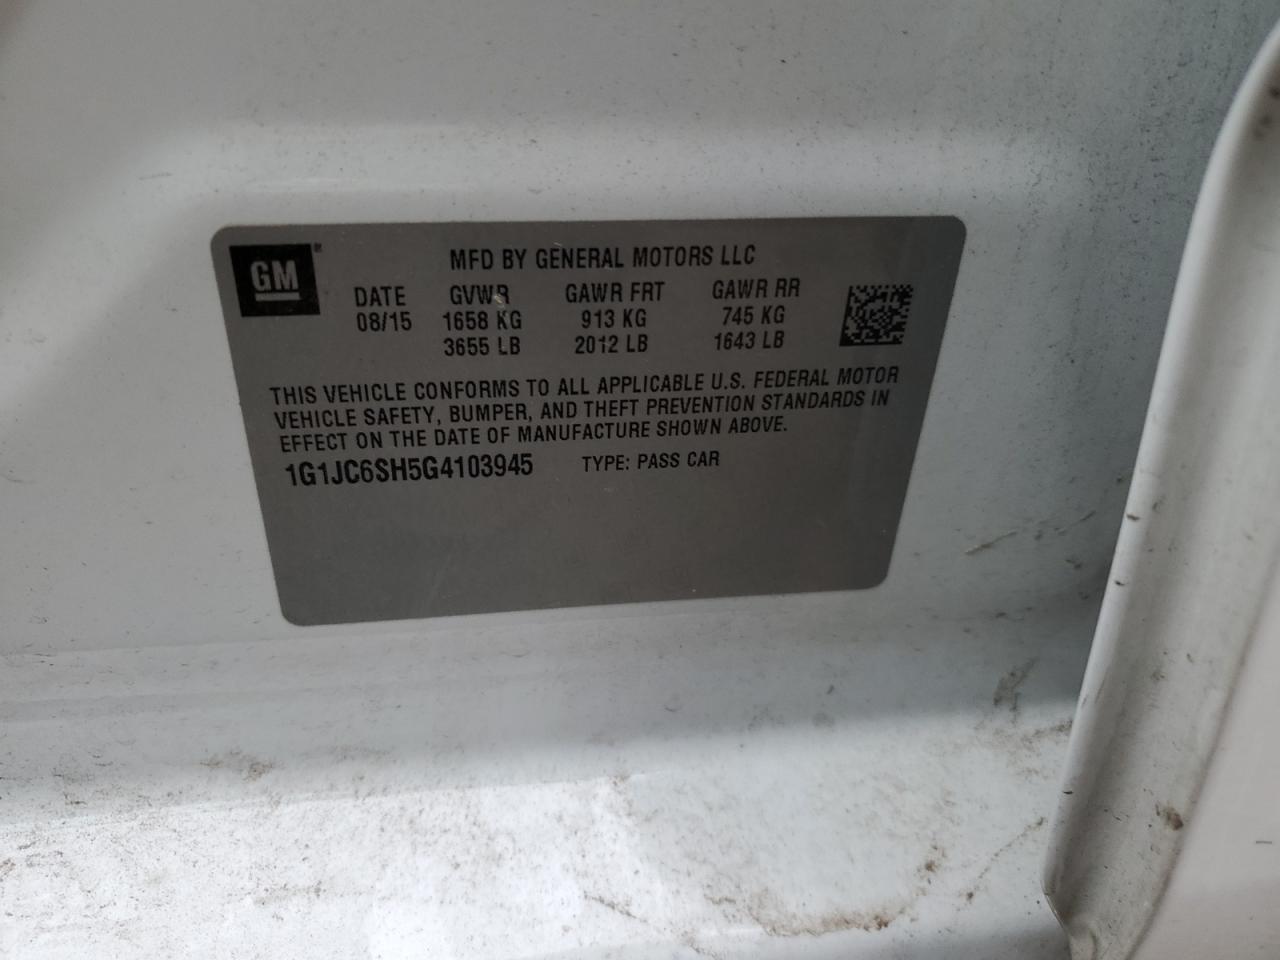 GM
MFD BY GENERAL MOTORS LLC
DATE GVWR GAWR FRT GAWR RR
08/15 1658 KG 913 KG 745 KG
3655 LB 2012 LB 1643 LB
THIS VEHICLE CONFORMS TO ALL APPLICABLE U.S. FEDERAL MOTOR
VEHICLE SAFETY, BUMPER, AND THEFT PREVENTION STANDARDS IN
EFFECT ON THE DATE OF MANUFACTURE SHOWN ABOVE.
1G1JC6SH5G4103945 TYPE: PASS CAR